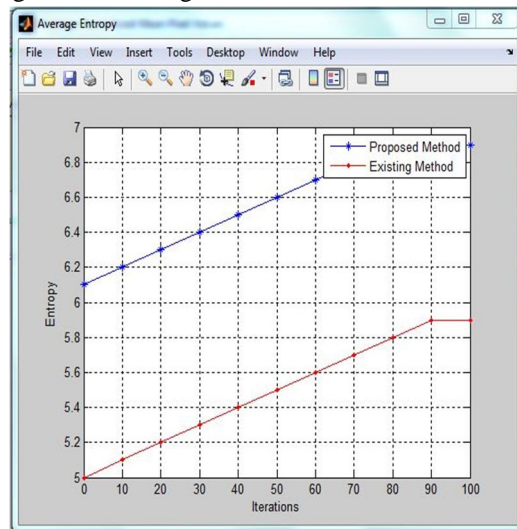 Average Entropy
File Edit View Insert Tools Desktop Window Help
7
6.8
6.6
6.4
6.2
6
5.8
5.6
5.4
5.2
5
Entropy
Proposed Method
Existing Method
0 10 20 30 40 50 60 70 80 90 100
Iterations